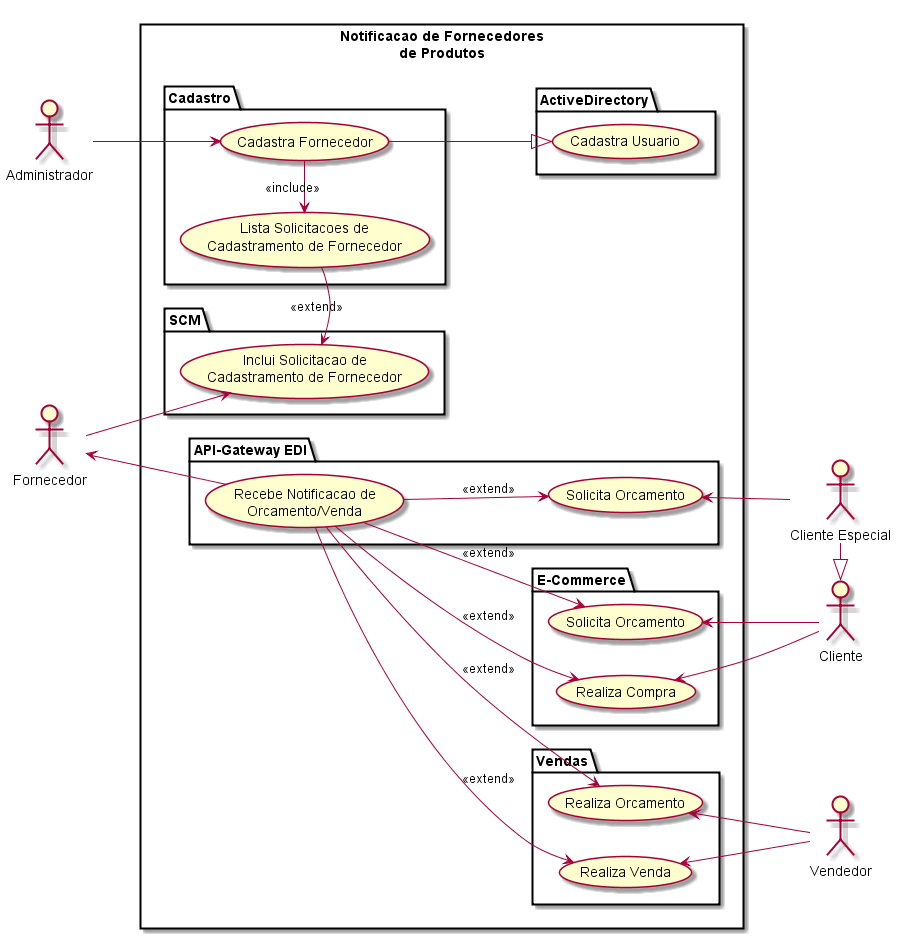 Notificacao de Fornecedores
de Produtos
Cadastro
ActiveDirectory
Cadastra Fornecedor
Cadastra Usuario
Administrador
«include»
Lista Solicitacoes de
Cadastramento de Fornecedor
«extend»
SCM
Inclui Solicitacao de
Cadastramento de Fornecedor
Fornecedor
API-Gateway EDI
Recebe Notificacao de
Orcamento/Venda
«extend»
Solicita Orcamento
Cliente Especial
«extend»
E-Commerce
Solicita Orcamento
«extend»
Cliente
«extend»
Realiza Compra
Vendas
«extend»
Realiza Orcamento
Realiza Venda
Vendedor